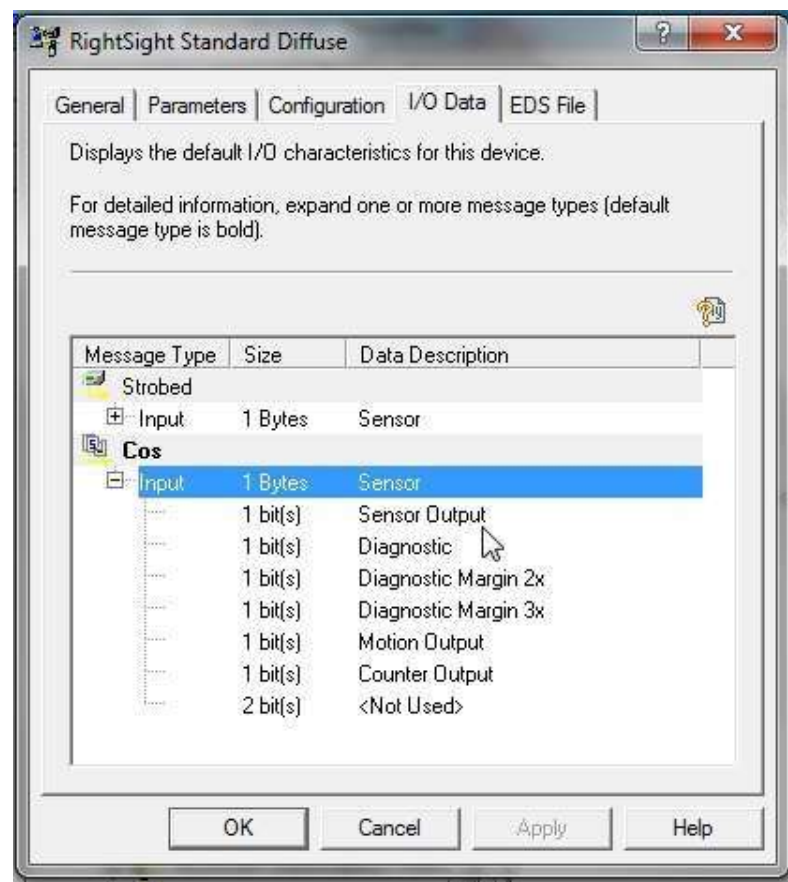 RightSight Standard Diffuse
General Parameters Configuration I/O Data EDS File
Displays the default I/O characteristics for this device.
For detailed information, expand one or more message types (default
message type is bold).
Message Type Size Data Description
Strobed
Input 1 Bytes Sensor
Cos
Input 1 Bytes Sensor
1 bit(s) Sensor Output
1 bit(s) Diagnostic
1 bit(s) Diagnostic Margin 2x
1 bit(s) Diagnostic Margin 3x
1 bit(s) Motion Output
1 bit(s) Counter Output
2 bit(s) <Not Used>
OK Cancel Apply Help